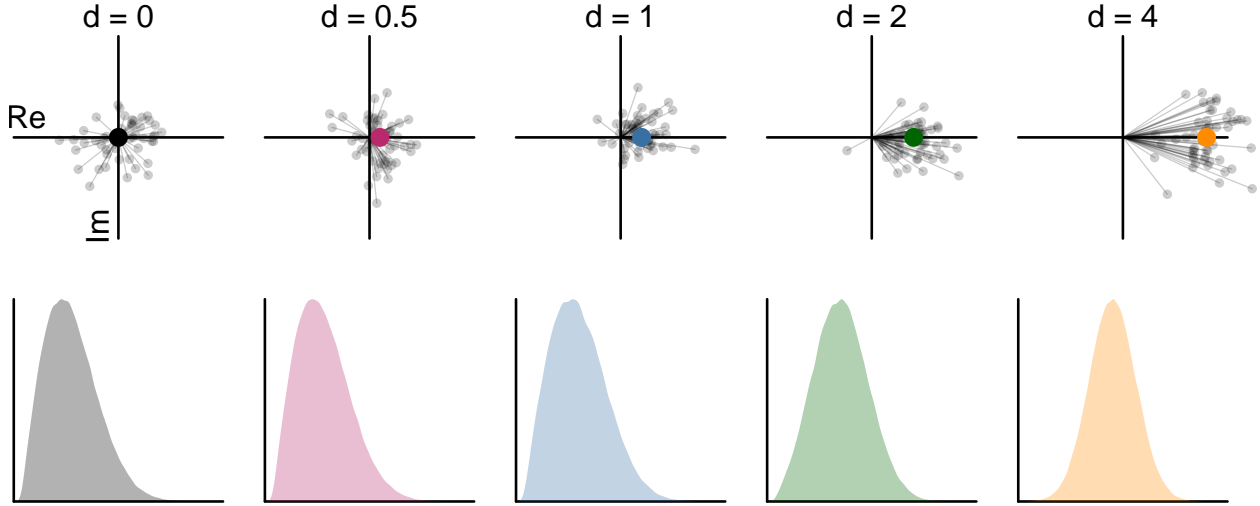 d = 0
d = 0.5
d = 1
d = 2
d = 4
Re
Im